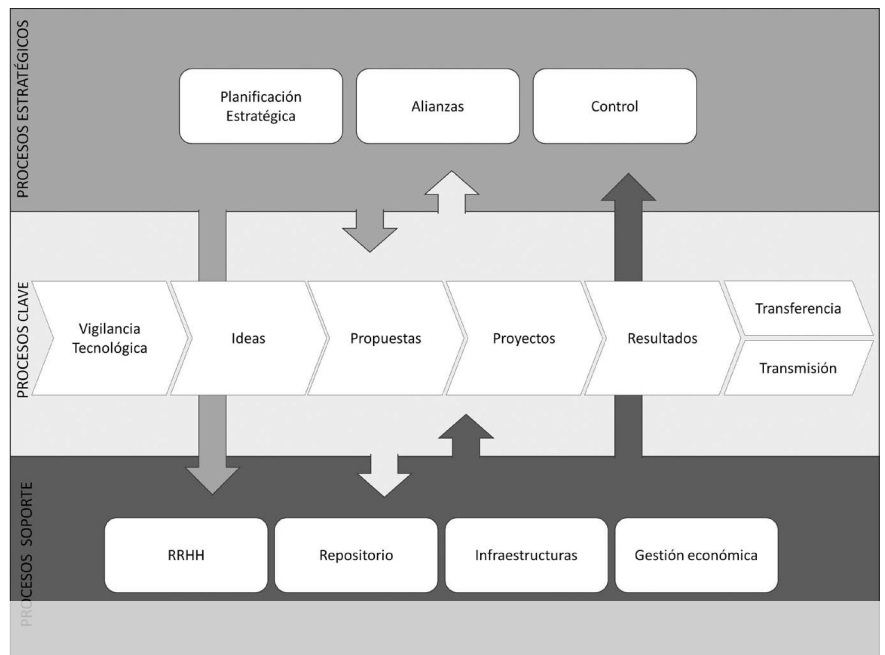 PROCESOS ESTRATÉGICOS
Planificación
Estratégica
Alianzas
Control
PROCESOS CLAVE
Vigilancia
Tecnológica
Ideas
Propuestas
Proyectos
Resultados
Transferencia
Transmisión
PROCESOS SOPORTE
RRHH
Repositorio
Infraestructuras
Gestión económica